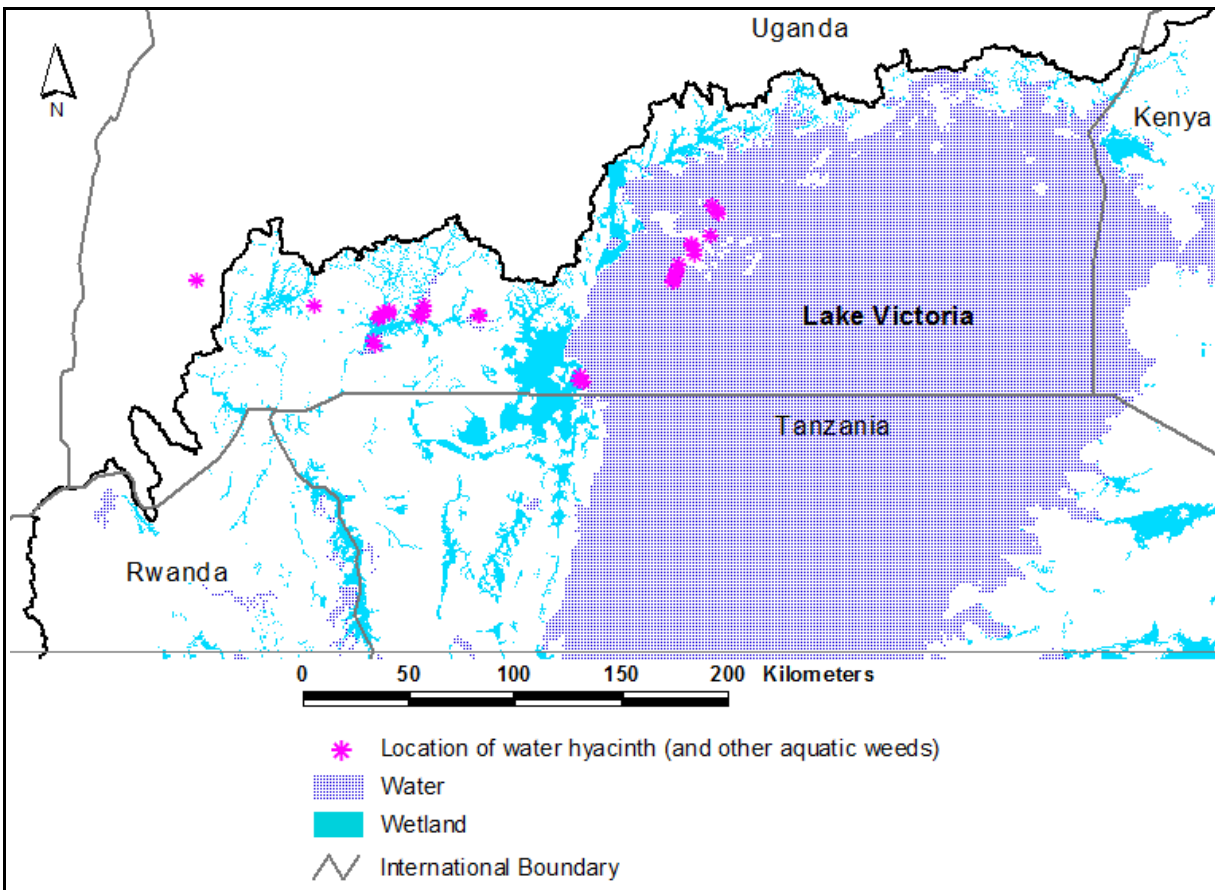 Uganda
N
Kenya
Lake Victoria
Tanzania
Rwanda
0 50 100 150 200 Kilometers
Location of water hyacinth (and other aquatic weeds)
Water
Wetland
International Boundary